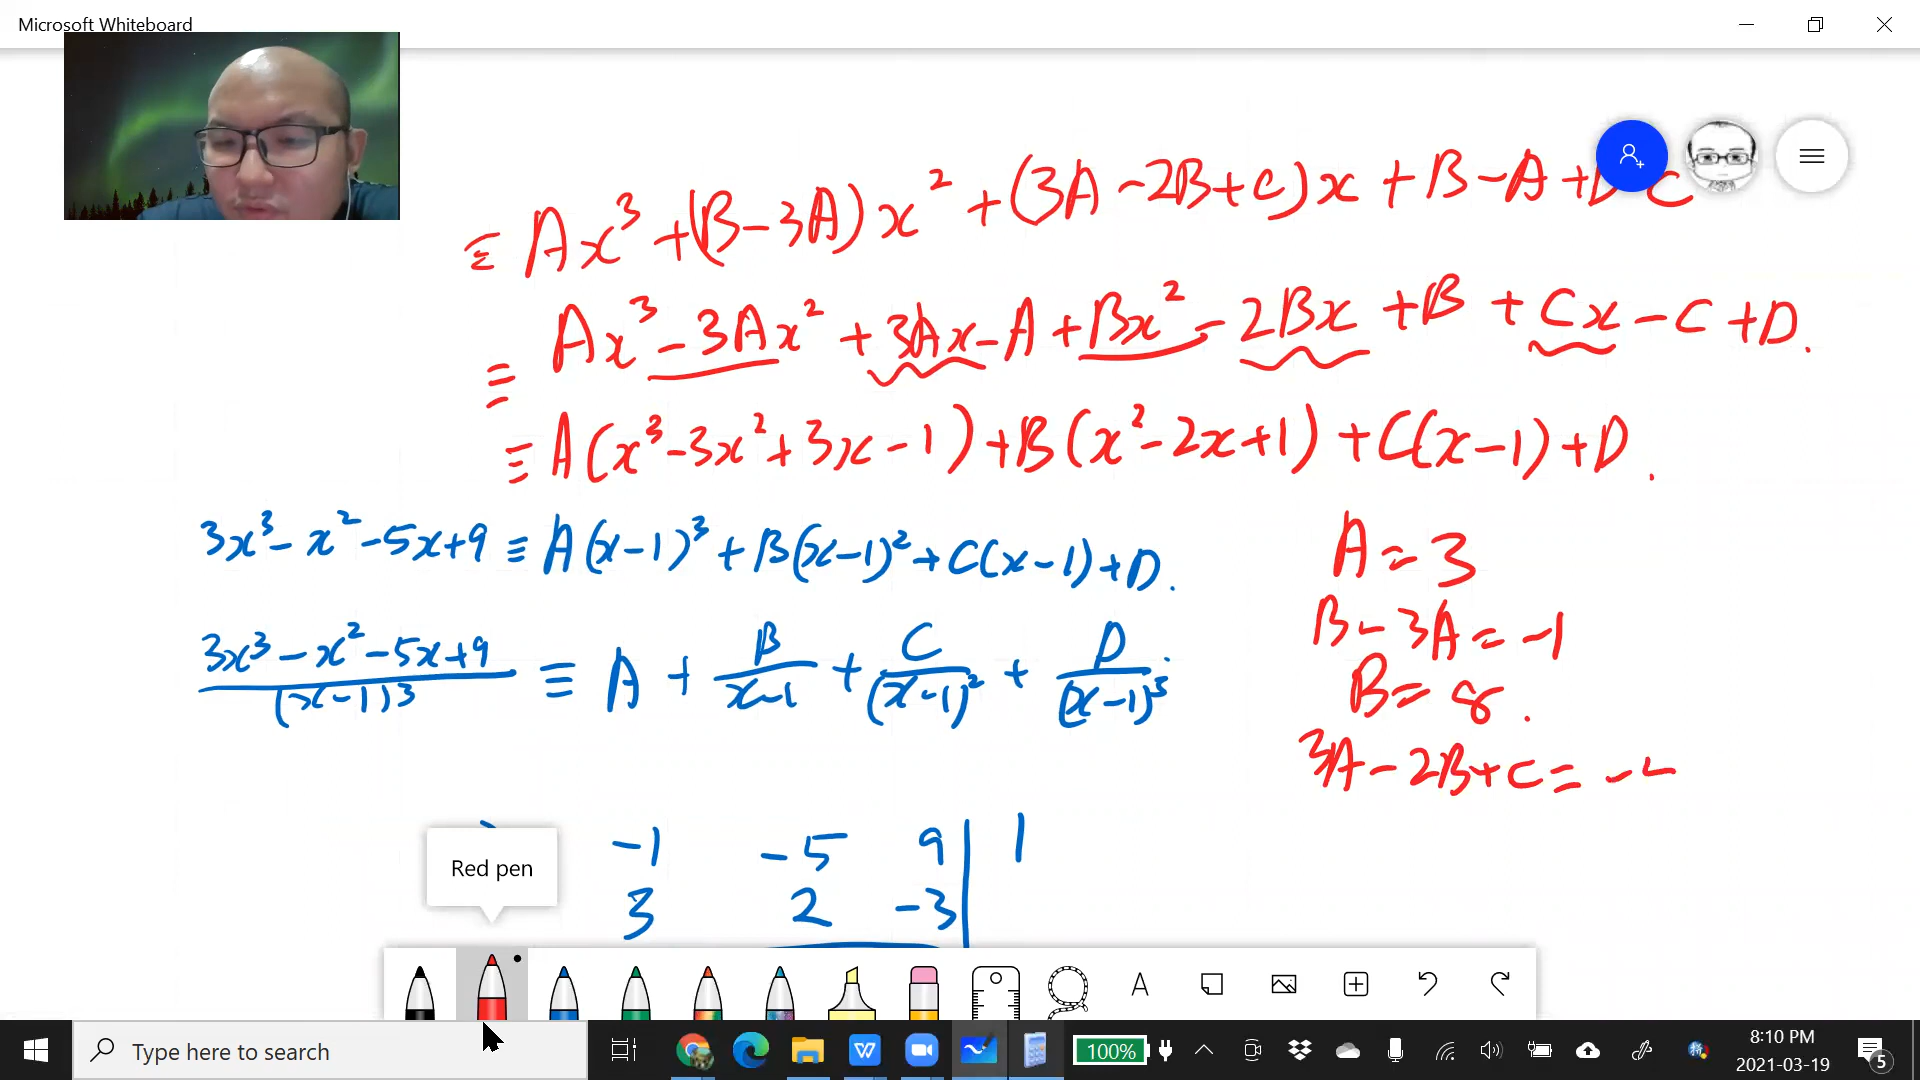 Microsoft Whiteboard
≡ Ax³ + (B - 3A)x² + (3A - 2B + C)x + B - A + D - C
≡ Ax³ - 3Ax² + 3Ax - A + Bx² - 2Bx + B + Cx - C + D.
≡ A(x³ - 3x² + 3x - 1) + B(x² - 2x + 1) + C(x - 1) + D.
3x³ - x² - 5x + 9 ≡ A(x - 1)³ + B(x - 1)² + C(x - 1) + D.
(3x³ - x² - 5x + 9)/(x - 1)³ ≡ A + B/(x - 1) + C/(x - 1)² + D/(x - 1)³.
A = 3
B - 3A = -1
B = 8.
3A - 2B + C = -
-1 -5 9 | 1
3 2 -3
Red pen
A
Type here to search
100%
8:10 PM
2021-03-19
5